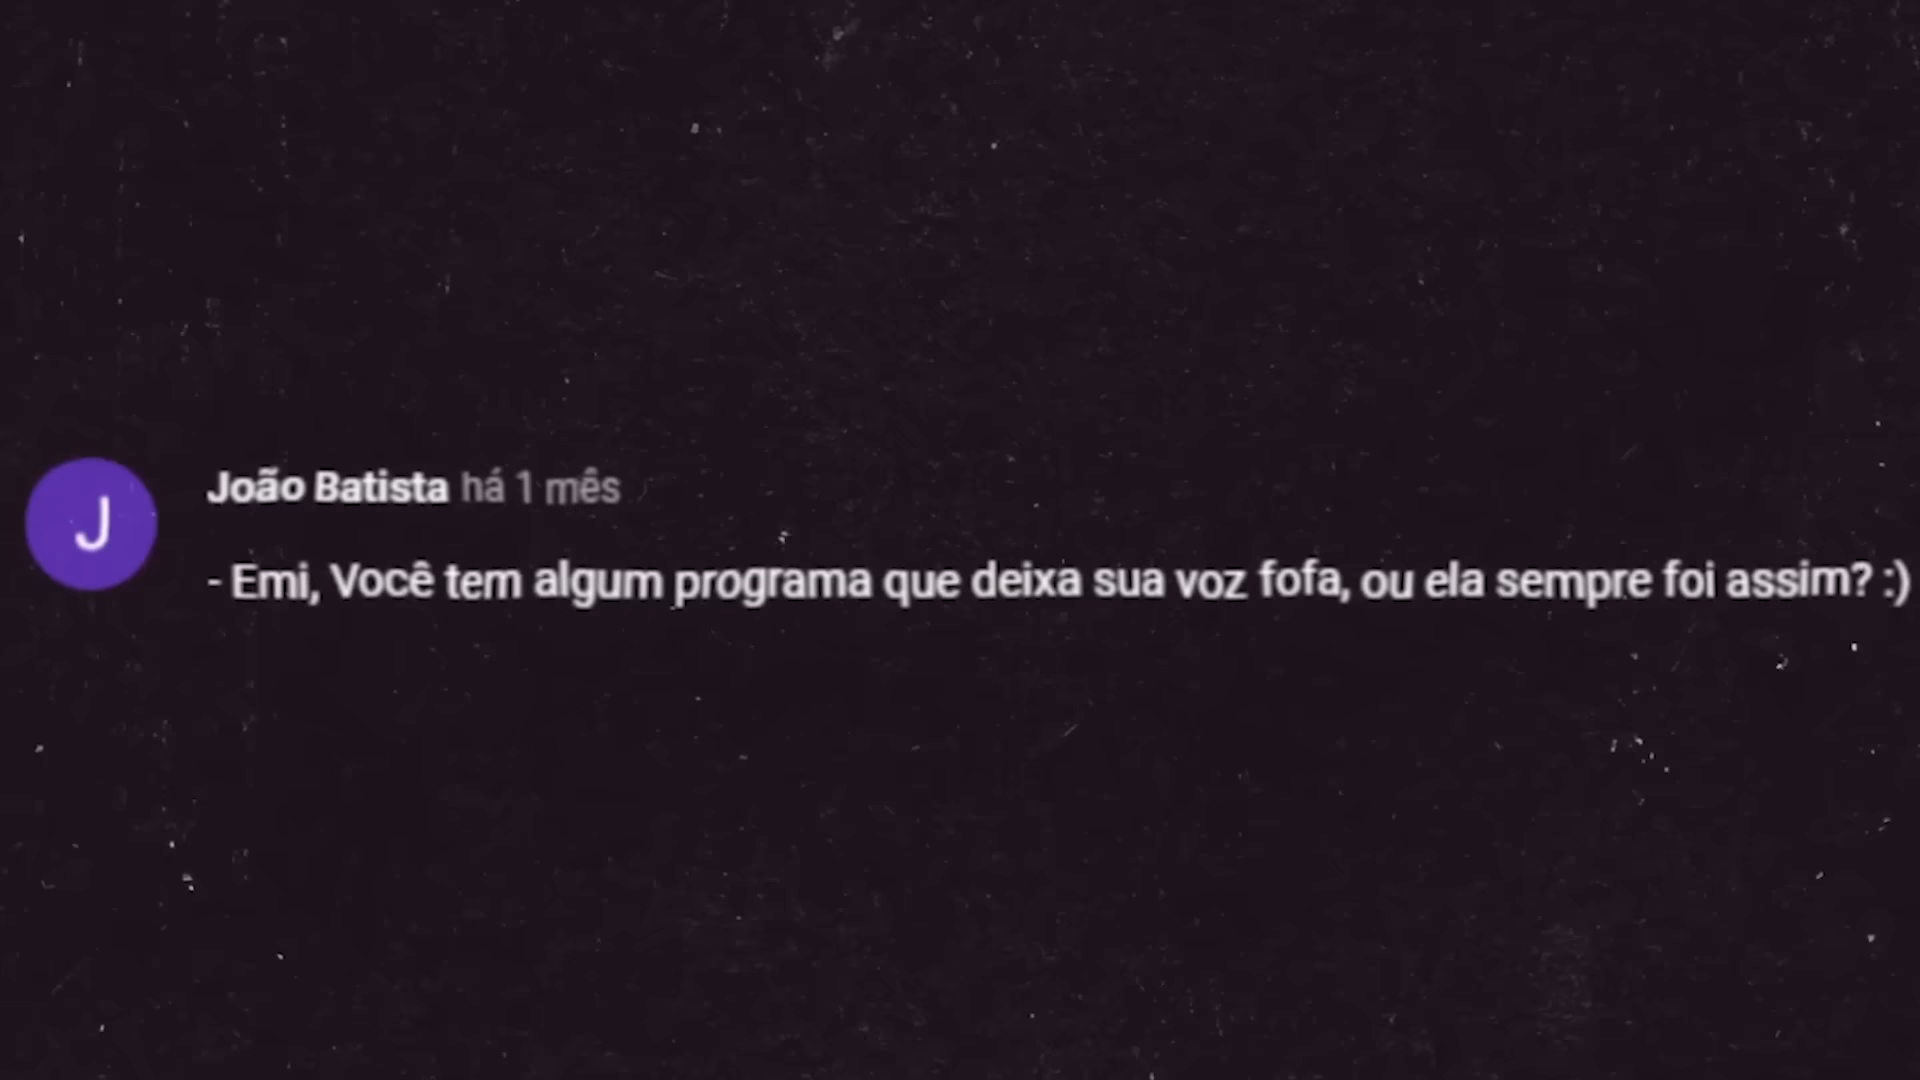 J
João Batista há 1 mês
- Emi, Você tem algum programa que deixa sua voz fofa, ou ela sempre foi assim? :)